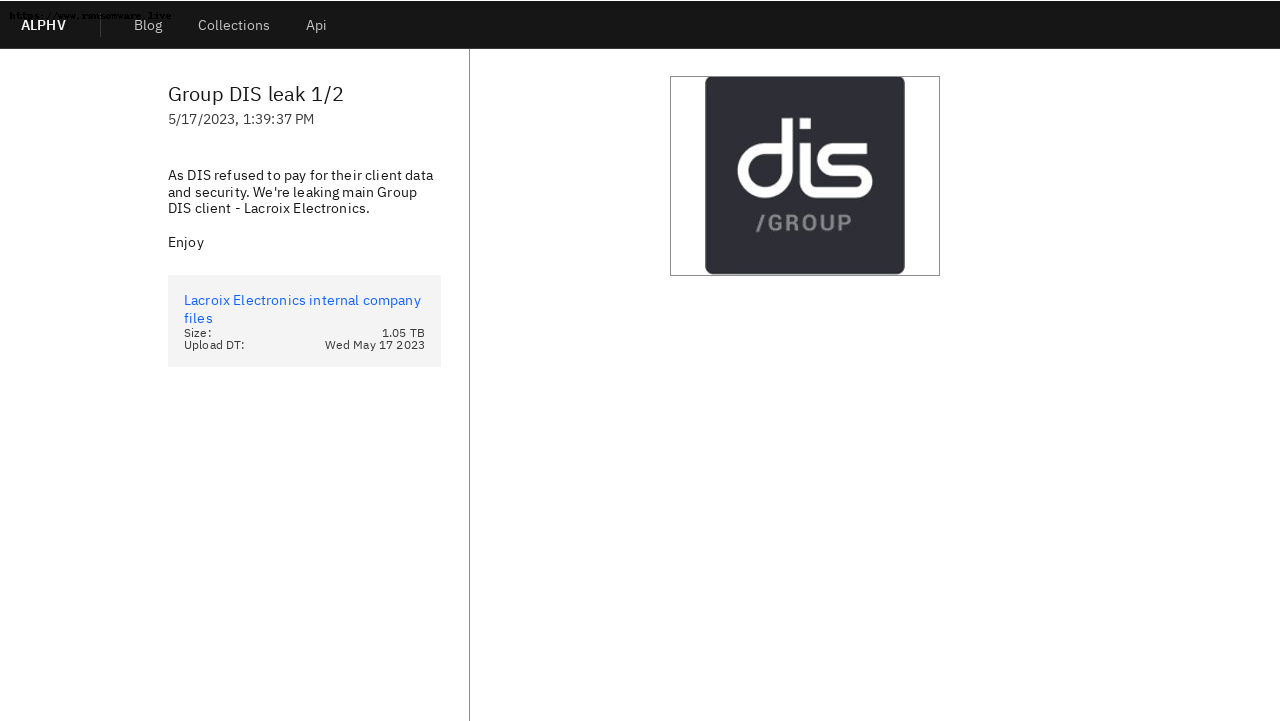 https://www.ransomware.live
ALPHV
Blog
Collections
Api
Group DIS leak 1/2
5/17/2023, 1:39:37 PM
As DIS refused to pay for their client data
and security. We're leaking main Group
DIS client - Lacroix Electronics.
Enjoy
Lacroix Electronics internal company
files
Size: 1.05 TB
Upload DT: Wed May 17 2023
dis
/GROUP